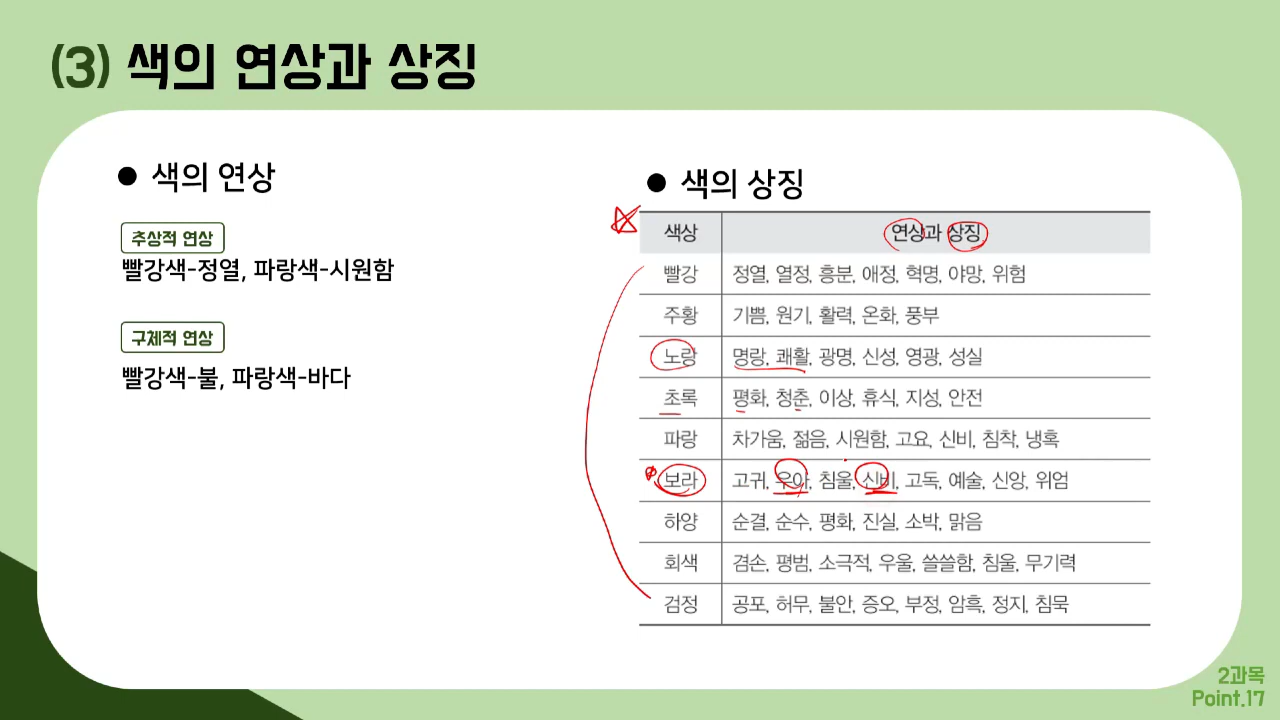 (3) 색의 연상과 상징
● 색의 연상
추상적 연상
빨강색-정열, 파랑색-시원함
구체적 연상
빨강색-불, 파랑색-바다
● 색의 상징
색상 연상과 상징
빨강 정열, 열정, 흥분, 애정, 혁명, 야망, 위험
주황 기쁨, 원기, 활력, 온화, 풍부
노랑 명랑, 쾌활, 광명, 신성, 영광, 성실
초록 평화, 청춘, 이상, 휴식, 지성, 안전
파랑 차가움, 젊음, 시원함, 고요, 신비, 침착, 냉혹
보라 고귀, 우아, 침울, 신비, 고독, 예술, 신앙, 위엄
하양 순결, 순수, 평화, 진실, 소박, 맑음
회색 겸손, 평범, 소극적, 우울, 쓸쓸함, 침울, 무기력
검정 공포, 허무, 불안, 증오, 부정, 암흑, 정지, 침묵
2과목
Point.17